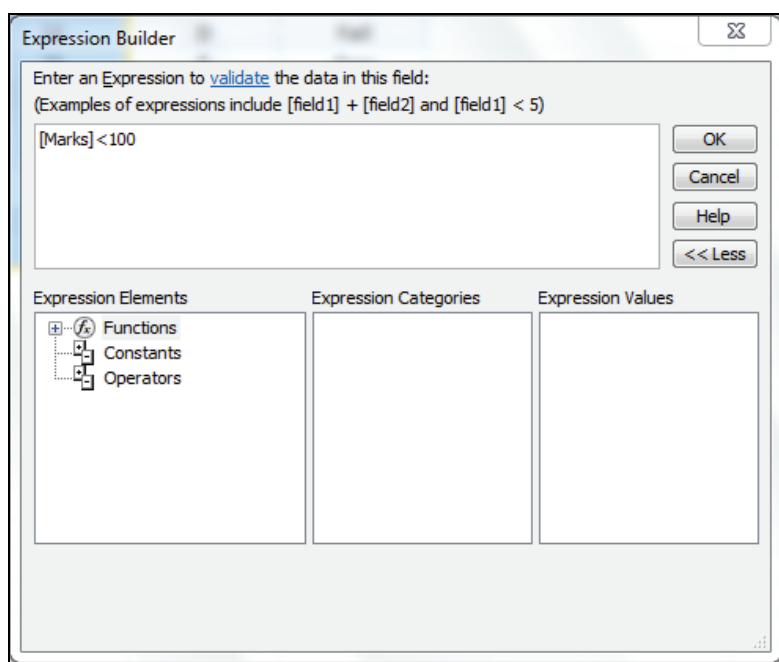 Expression Builder
Enter an Expression to validate the data in this field:
(Examples of expressions include [field1] + [field2] and [field1] < 5)
[Marks]<100
OK
Cancel
Help
<< Less
Expression Elements
Expression Categories
Expression Values
Functions
Constants
Operators